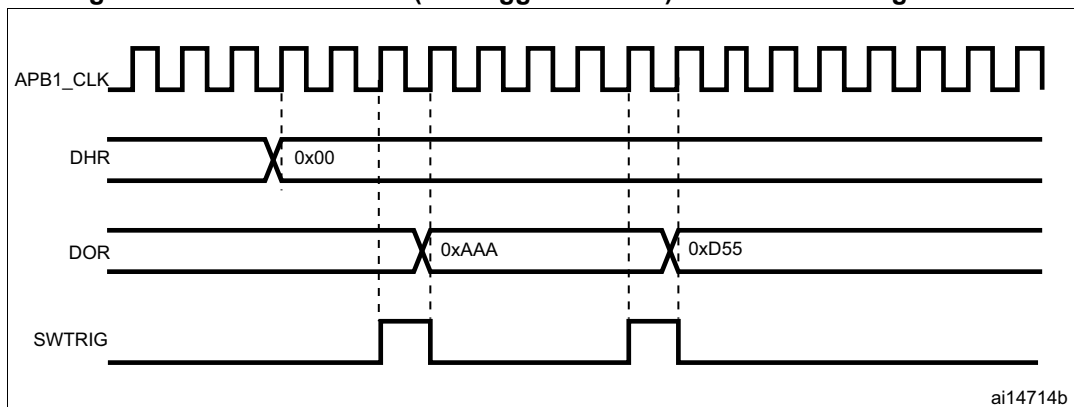 APB1_CLK
DHR
0x00
DOR
0xAAA
0xD55
SWTRIG
ai14714b